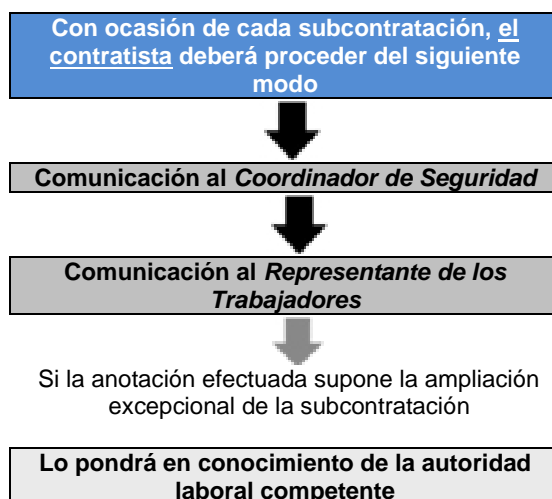 Con ocasión de cada subcontratación, el
contratista deberá proceder del siguiente
modo
Comunicación al Coordinador de Seguridad
Comunicación al Representante de los
Trabajadores
Si la anotación efectuada supone la ampliación
excepcional de la subcontratación
Lo pondrá en conocimiento de la autoridad
laboral competente